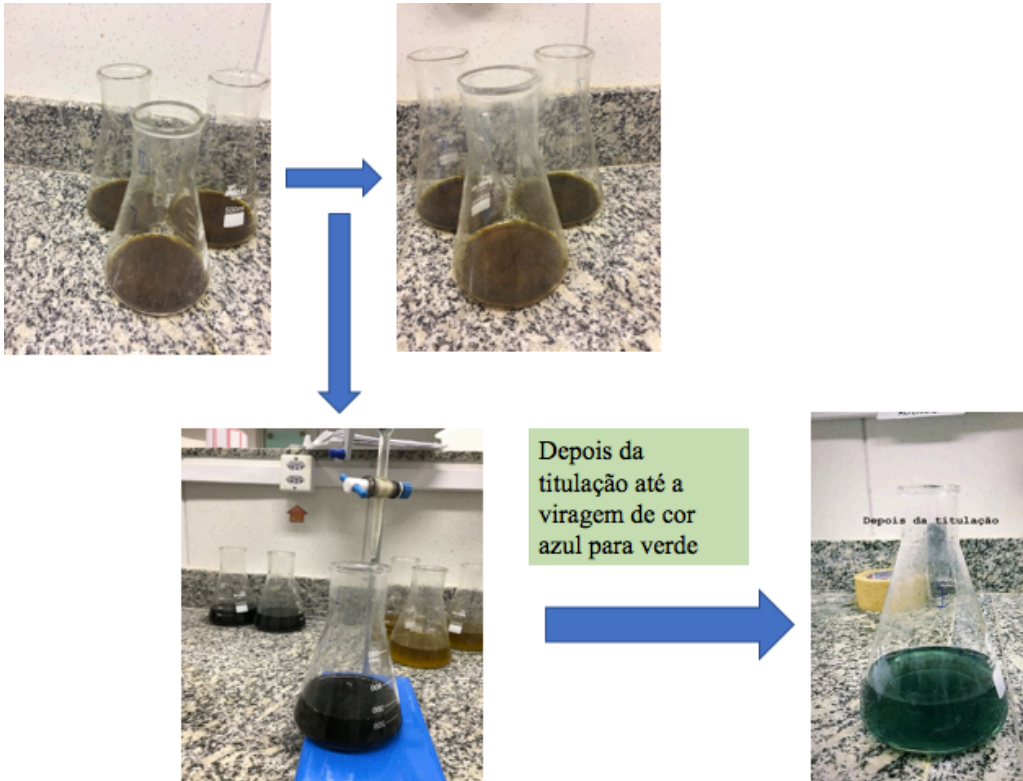 Depois da
titulação até a
viragem de cor
azul para verde
Depois da titulação